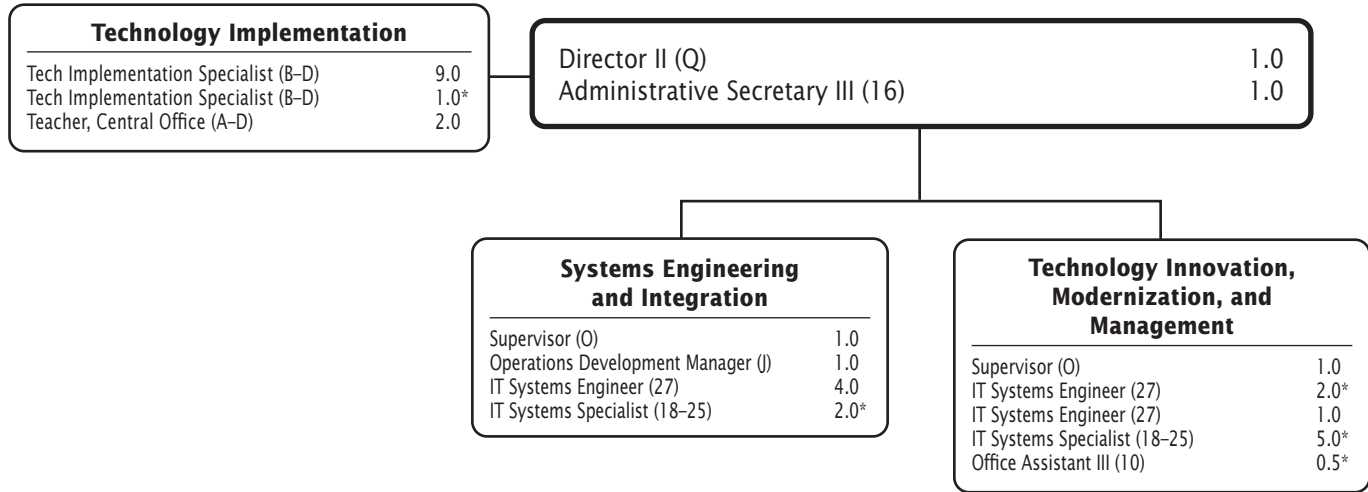 Technology Implementation
Tech Implementation Specialist (B–D) 9.0
Tech Implementation Specialist (B–D) 1.0*
Teacher, Central Office (A–D) 2.0
Director II (Q) 1.0
Administrative Secretary III (16) 1.0
Systems Engineering
and Integration
Supervisor (O) 1.0
Operations Development Manager (J) 1.0
IT Systems Engineer (27) 4.0
IT Systems Specialist (18–25) 2.0*
Technology Innovation,
Modernization, and
Management
Supervisor (O) 1.0
IT Systems Engineer (27) 2.0*
IT Systems Engineer (27) 1.0
IT Systems Specialist (18–25) 5.0*
Office Assistant III (10) 0.5*